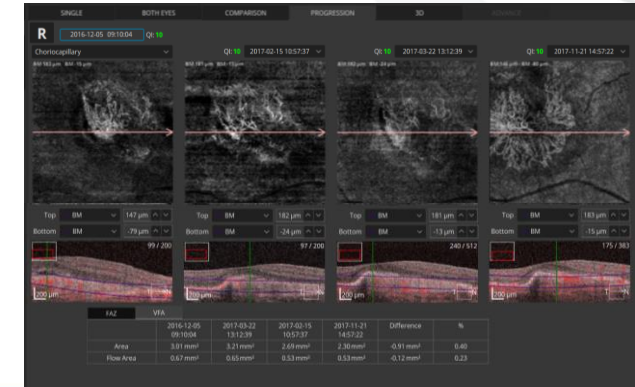 SINGLE BOTH EYES COMPARISON PROGRESSION 3D
R 2016-12-05 09:10:04 QI: 10
Choriocapillary QI: 10 2017-02-15 10:57:37 QI: 10 2017-03-22 13:12:39 QI: 10 2017-11-21 14:57:22
Top BM 147 µm Top BM 182 µm Top BM 181 µm Top BM 183 µm
Bottom BM -79 µm Bottom BM -24 µm Bottom BM -13 µm Bottom BM -15 µm
99 / 200 97 / 200 240 / 512 175 / 383
200 µm 200 µm 200 µm 200 µm
FAZ VFA
2016-12-05 2017-03-22 2017-02-15 2017-11-21 Difference %
09:10:04 13:12:39 10:57:37 14:57:22
Area 3.01 mm² 3.21 mm² 2.69 mm² 2.30 mm² -0.91 mm² 0.40
Flow Area 0.67 mm² 0.65 mm² 0.53 mm² 0.53 mm² -0.12 mm² 0.23